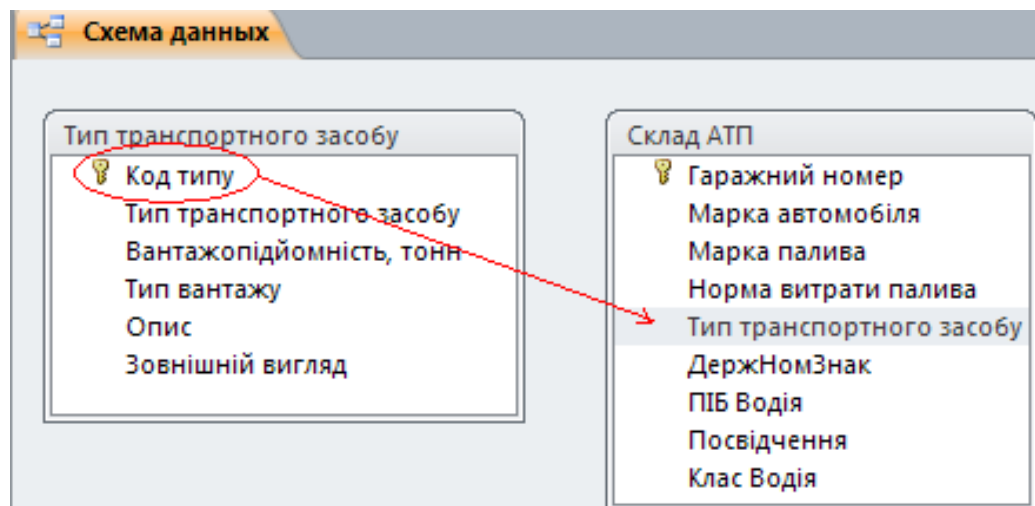 Схема данных
Тип транспортного засобу
Код типу
Тип транспортного засобу
Вантажопідйомність, тонн
Тип вантажу
Опис
Зовнішній вигляд
Склад АТП
Гаражний номер
Марка автомобіля
Марка палива
Норма витрати палива
Тип транспортного засобу
ДержНомЗнак
ПІБ Водія
Посвідчення
Клас Водія